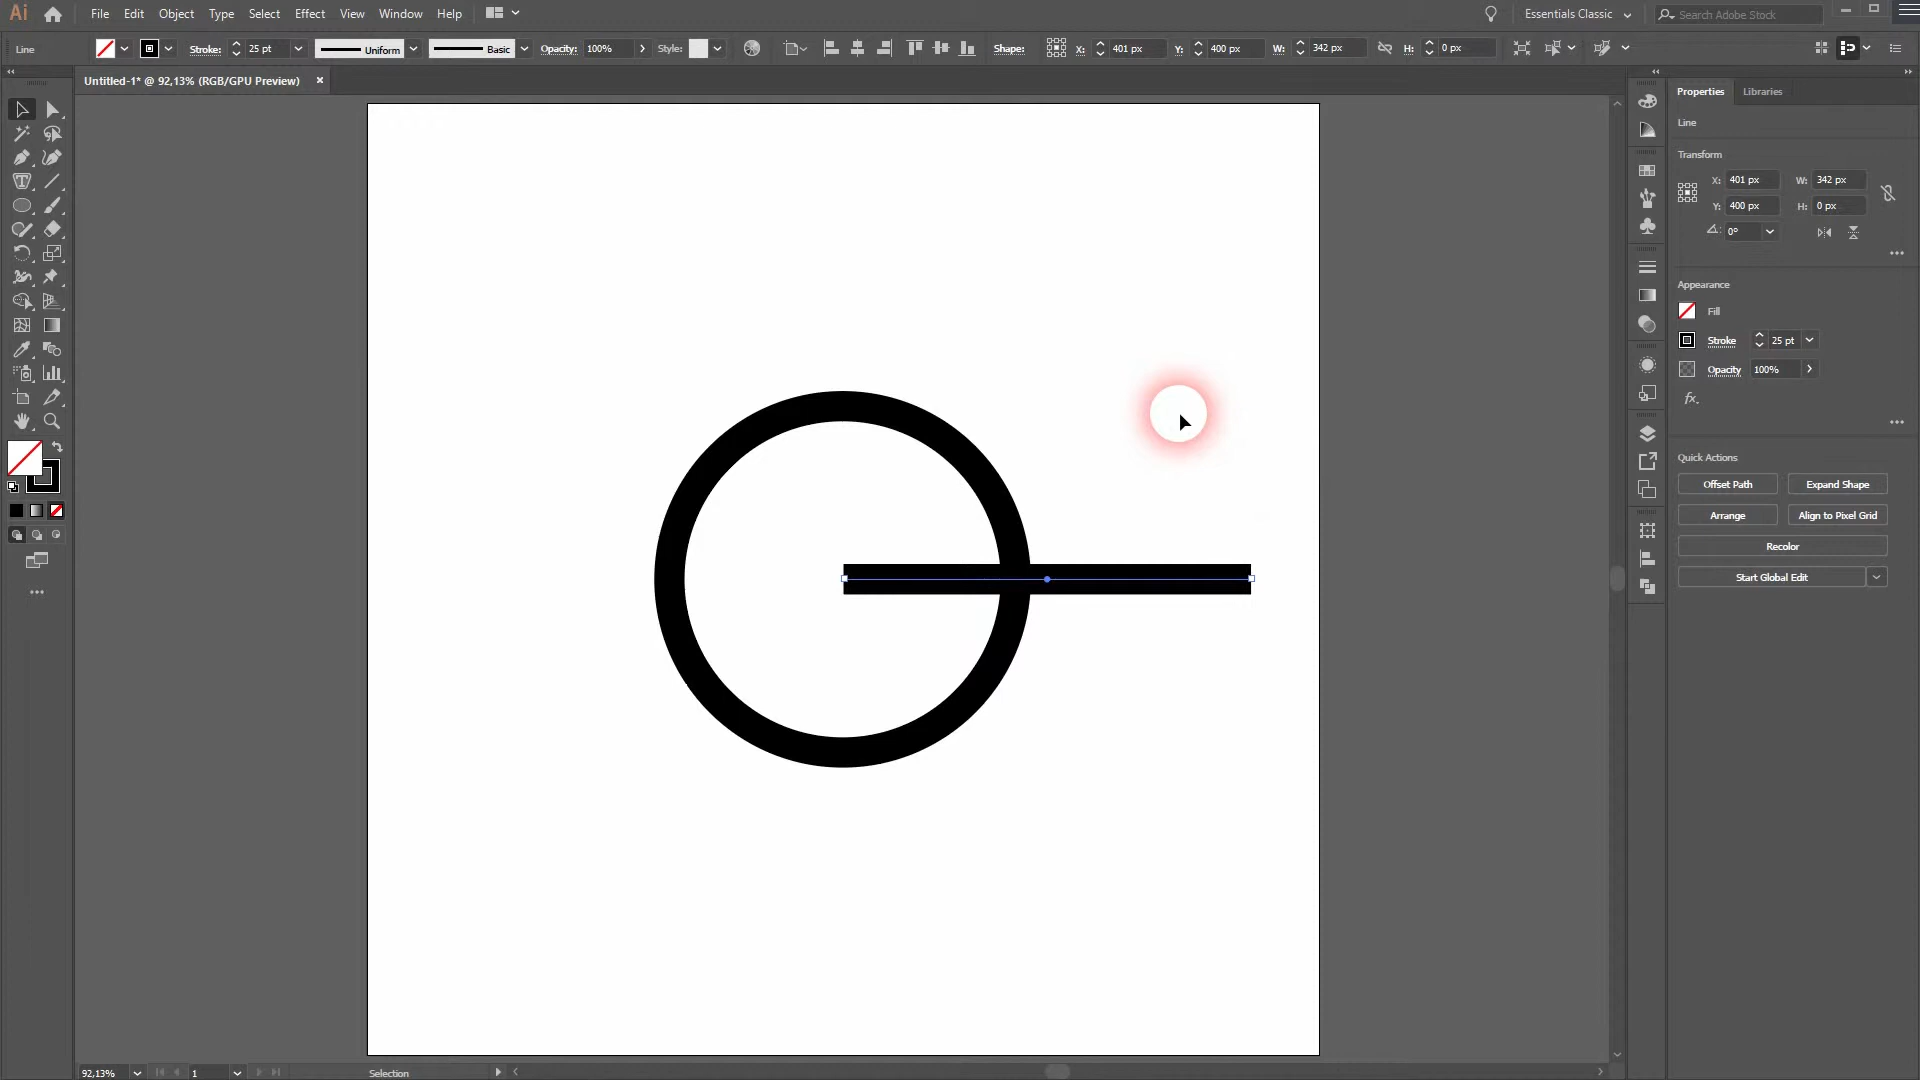 Ai File Edit Object Type Select Effect View Window Help Essentials Classic Search Adobe Stock
Line Stroke: 25 pt Uniform Basic Opacity: 100% Style: Shape: X: 401 px Y: 400 px W: 342 px H: 0 px
Untitled-1* @ 92,13% (RGB/GPU Preview) ×
Properties Libraries
Line
Transform
X: 401 px W: 342 px
Y: 400 px H: 0 px
0°
Appearance
Fill
Stroke 25 pt
Opacity 100%
fx.
Quick Actions
Offset Path Expand Shape
Arrange Align to Pixel Grid
Recolor
Start Global Edit
92,13% 1 Selection